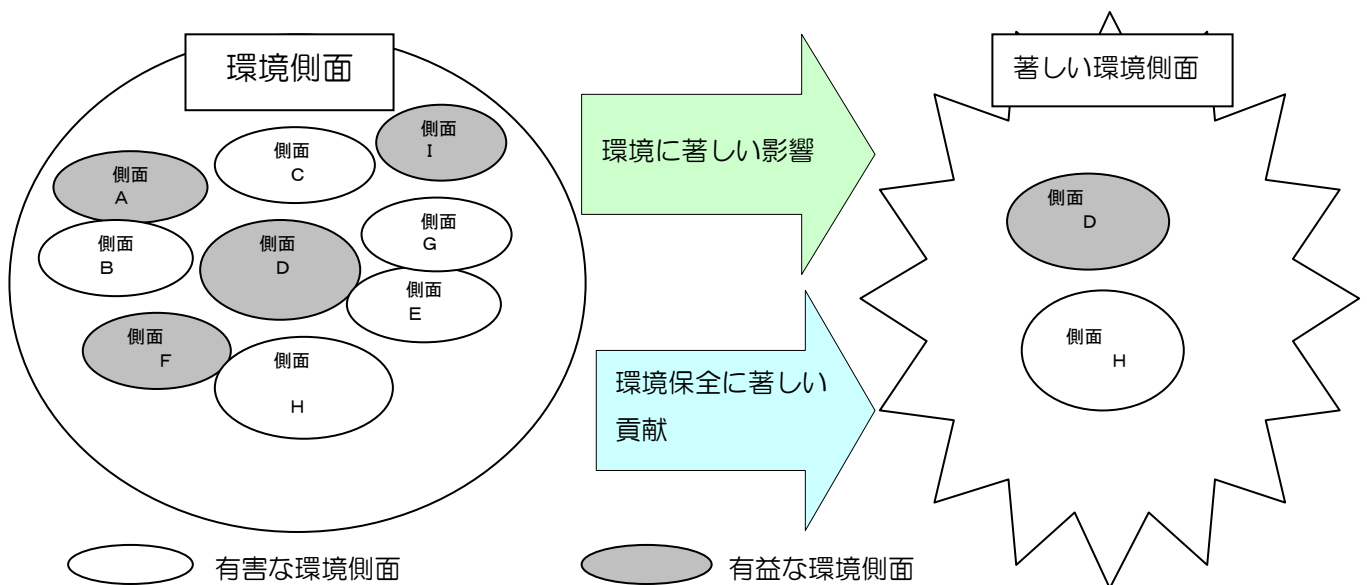 環境側面
側面
I
側面
C
側面
A
側面
G
側面
B
側面
D
側面
E
側面
F
側面
H
環境に著しい影響
環境保全に著しい
貢献
著しい環境側面
側面
D
側面
H
有害な環境側面
有益な環境側面